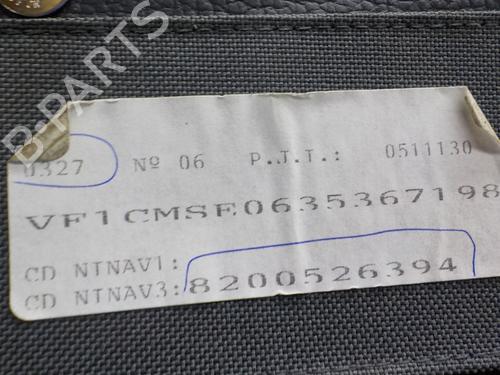 B-PARTS
0327 Nº 06 P.J.I.: 0511130
VF1CMSE0635367198
CD NTNAV1:
CD NTNAV3: 8200526394